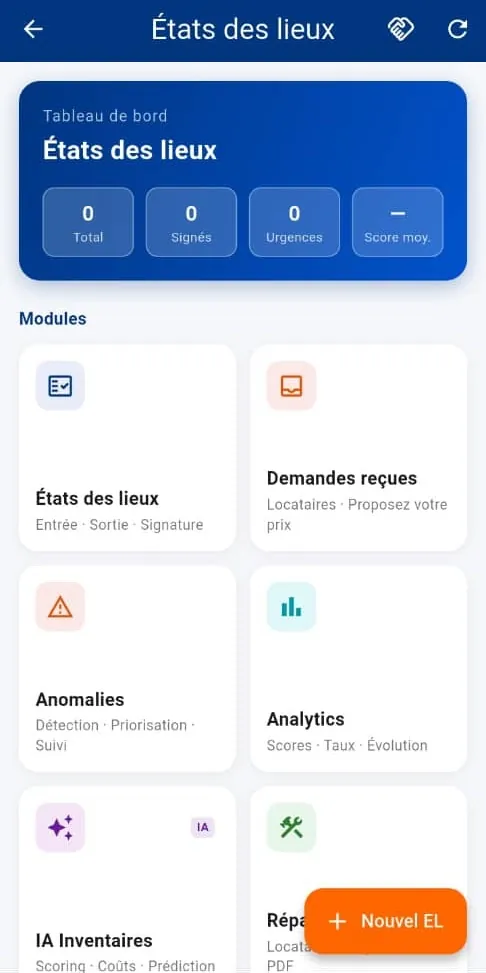 États des lieux
Tableau de bord
États des lieux
0
Total
0
Signés
0
Urgences
–
Score moy.
Modules
États des lieux
Entrée · Sortie · Signature
Demandes reçues
Locataires · Proposez votre
prix
Anomalies
Détection · Priorisation ·
Suivi
Analytics
Scores · Taux · Évolution
IA
IA Inventaires
Scoring · Coûts · Prédiction
PDF
+ Nouvel EL